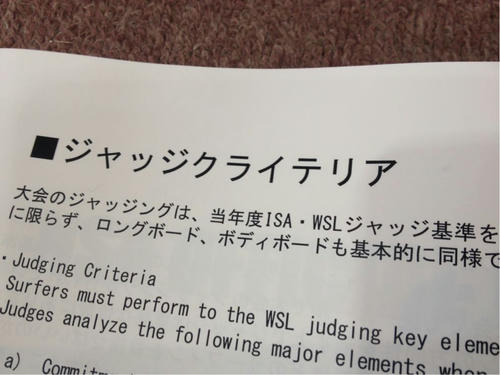 ■ジャッジクライテリア
大会のジャッジングは、当年度ISA・WSLジャッジ基準を
に限らず、ロングボード、ボディボードも基本的に同様で
・Judging Criteria
Surfers must perform to the WSL judging key eleme
Judges analyze the following major elements when
a) Commitm